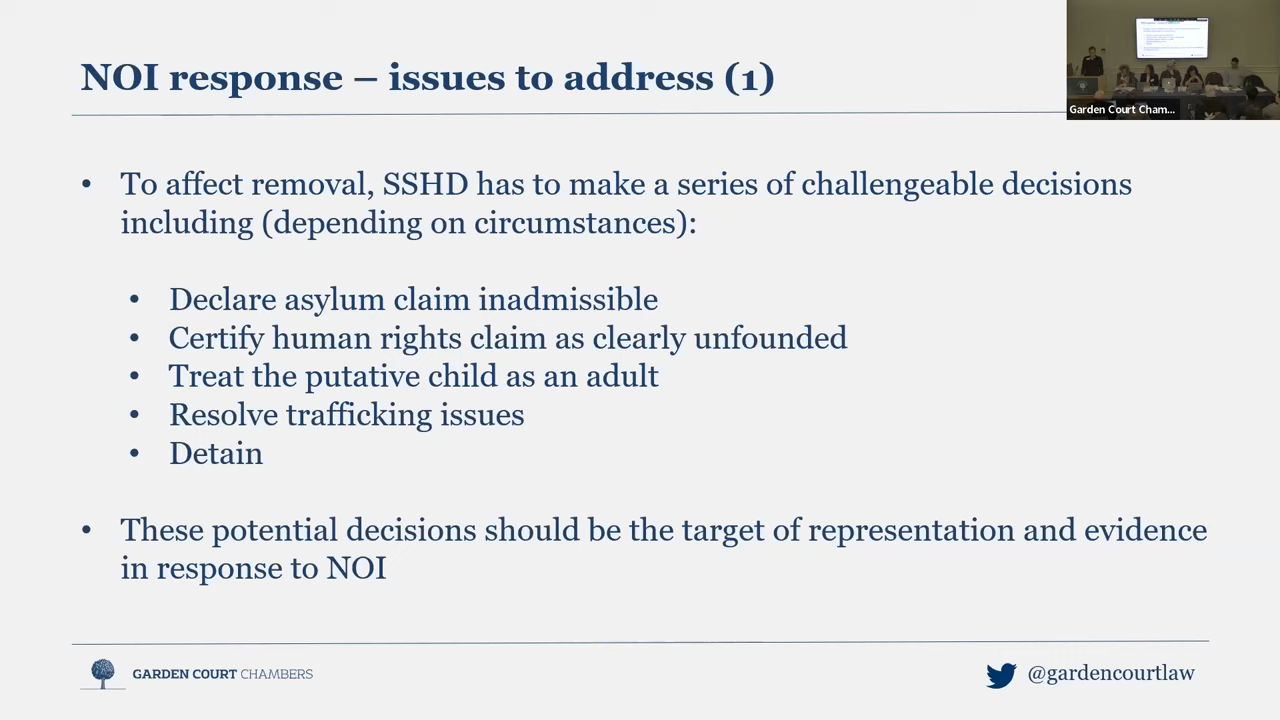 NOI response – issues to address (1)
Garden Court Cham...
• To affect removal, SSHD has to make a series of challengeable decisions
including (depending on circumstances):
• Declare asylum claim inadmissible
• Certify human rights claim as clearly unfounded
• Treat the putative child as an adult
• Resolve trafficking issues
• Detain
• These potential decisions should be the target of representation and evidence
in response to NOI
GARDEN COURT CHAMBERS
@gardencourtlaw